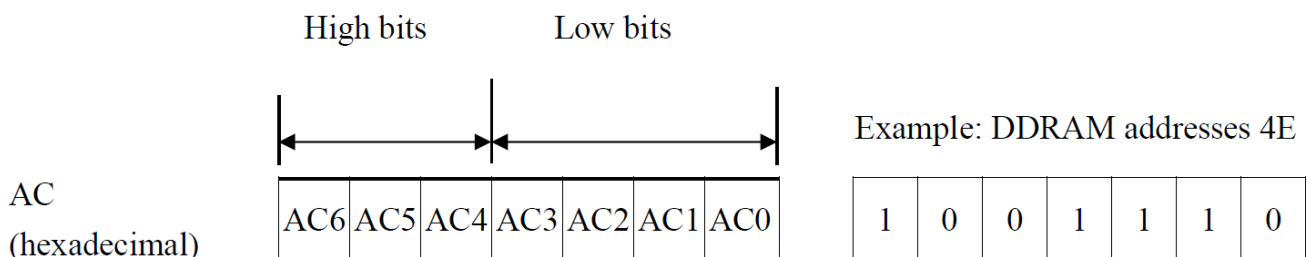 High bits Low bits
Example: DDRAM addresses 4E
AC
(hexadecimal)
AC6 AC5 AC4 AC3 AC2 AC1 AC0 1 0 0 1 1 1 0